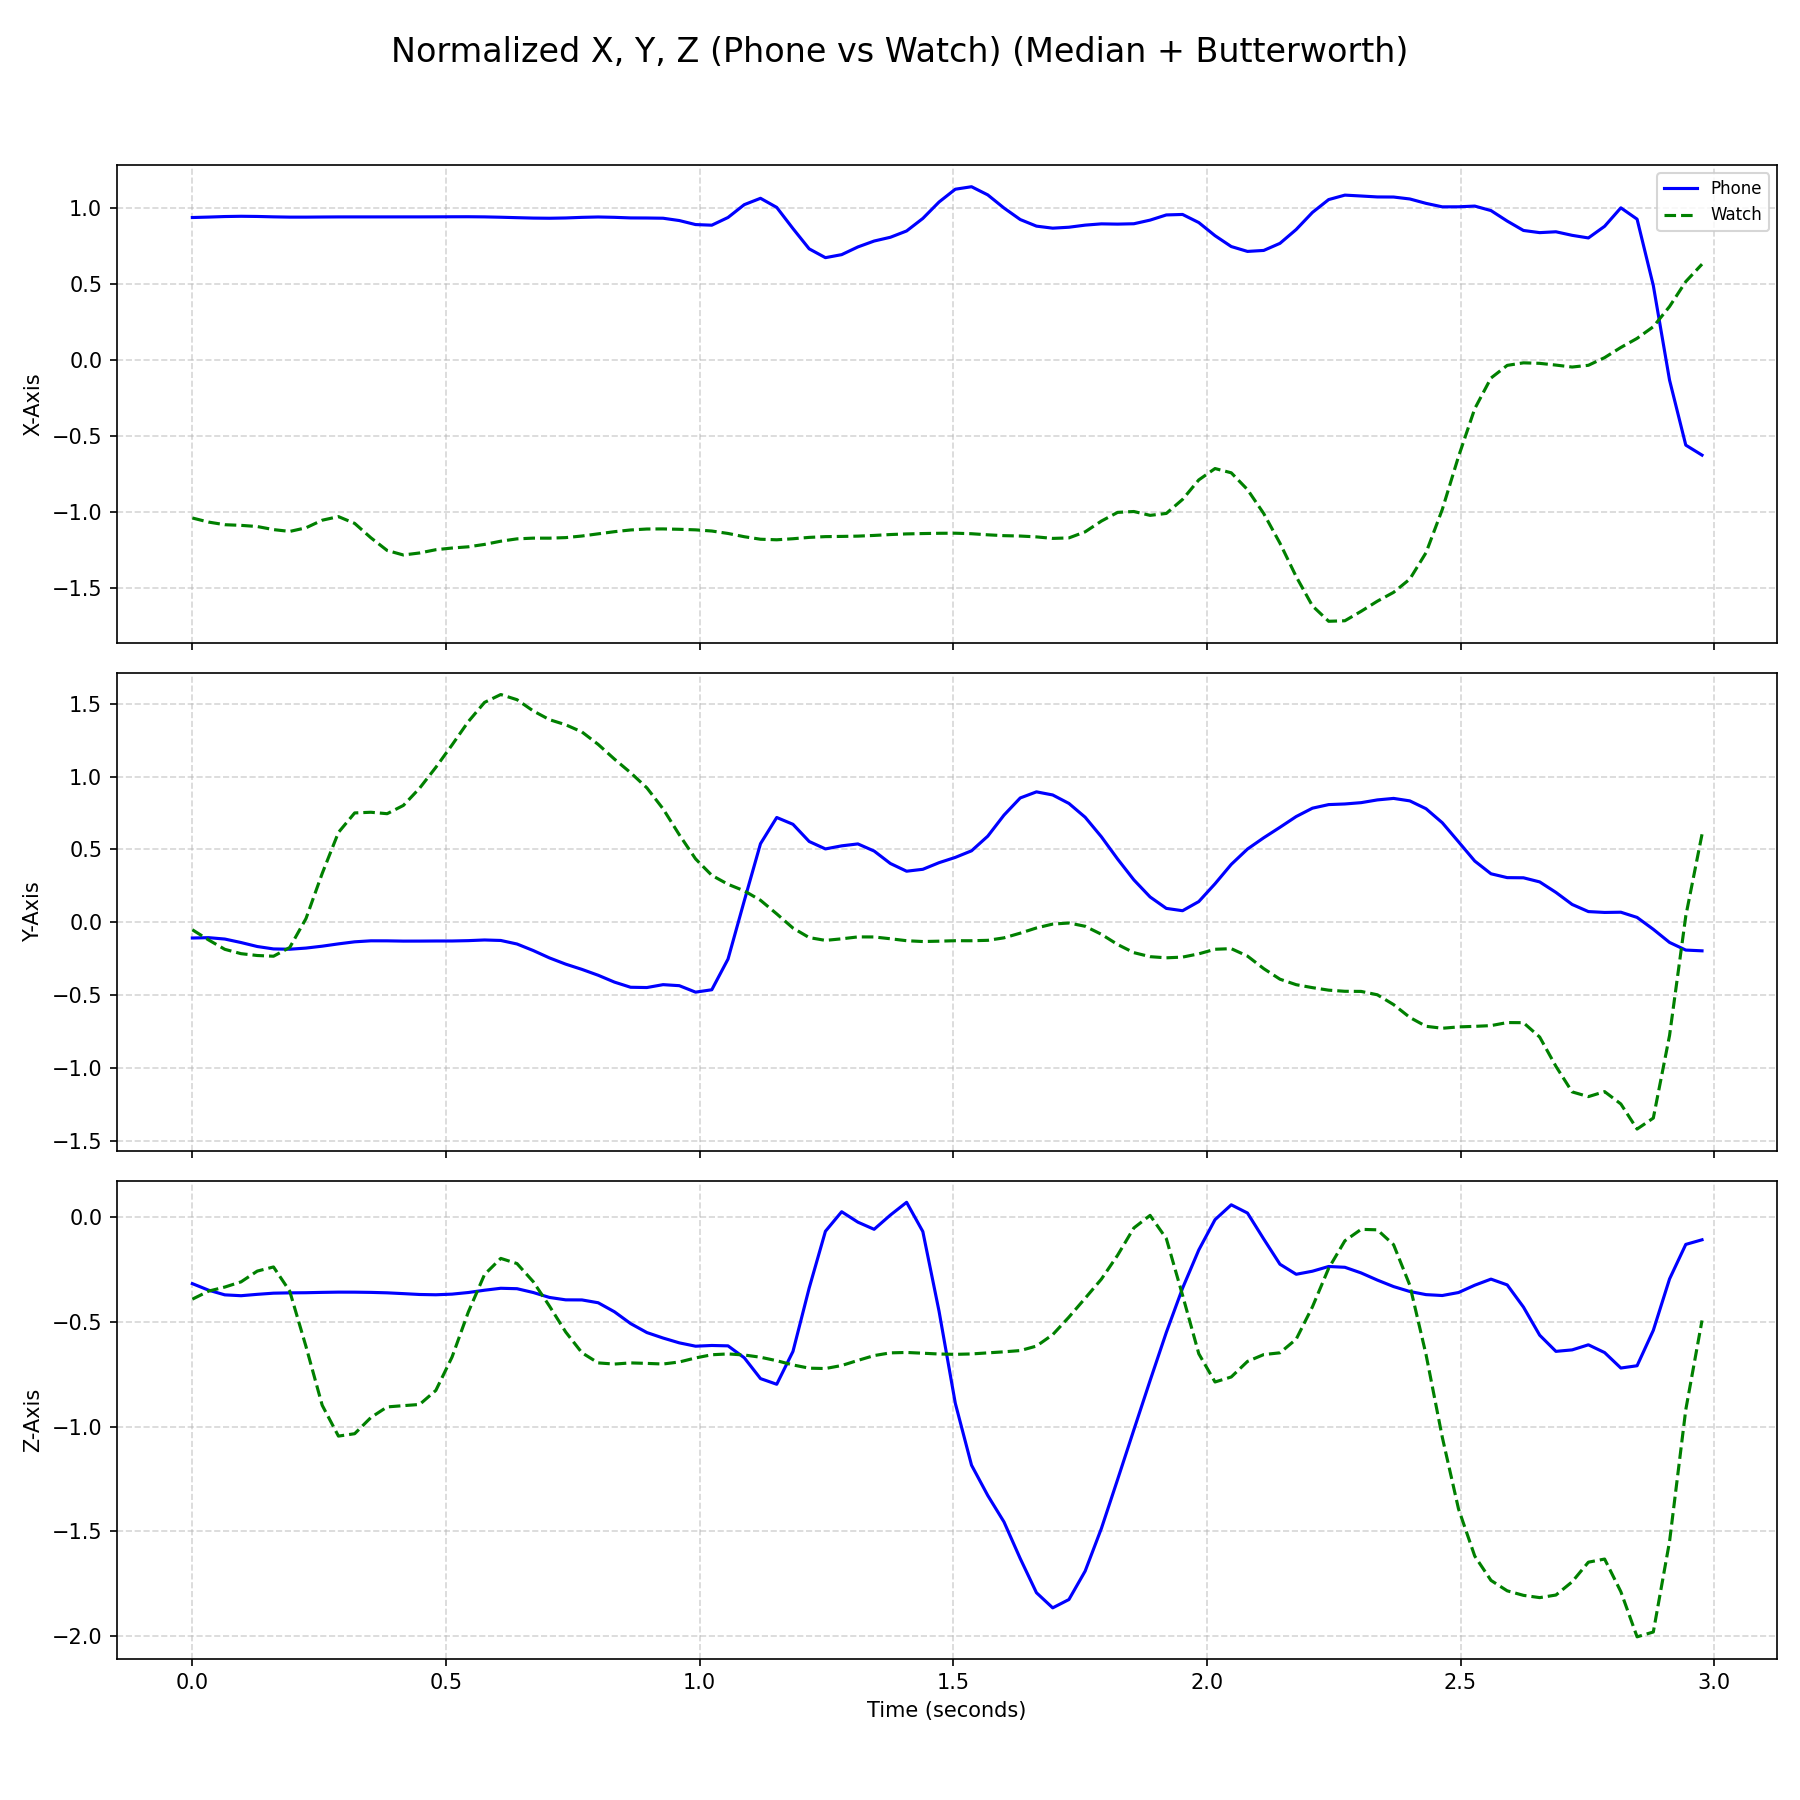 Normalized X, Y, Z (Phone vs Watch) (Median + Butterworth)
Phone
Watch
1.0
0.5
0.0
−0.5
−1.0
−1.5
X-Axis
1.5
1.0
0.5
0.0
−0.5
−1.0
−1.5
Y-Axis
0.0
−0.5
−1.0
−1.5
−2.0
Z-Axis
0.0 0.5 1.0 1.5 2.0 2.5 3.0
Time (seconds)